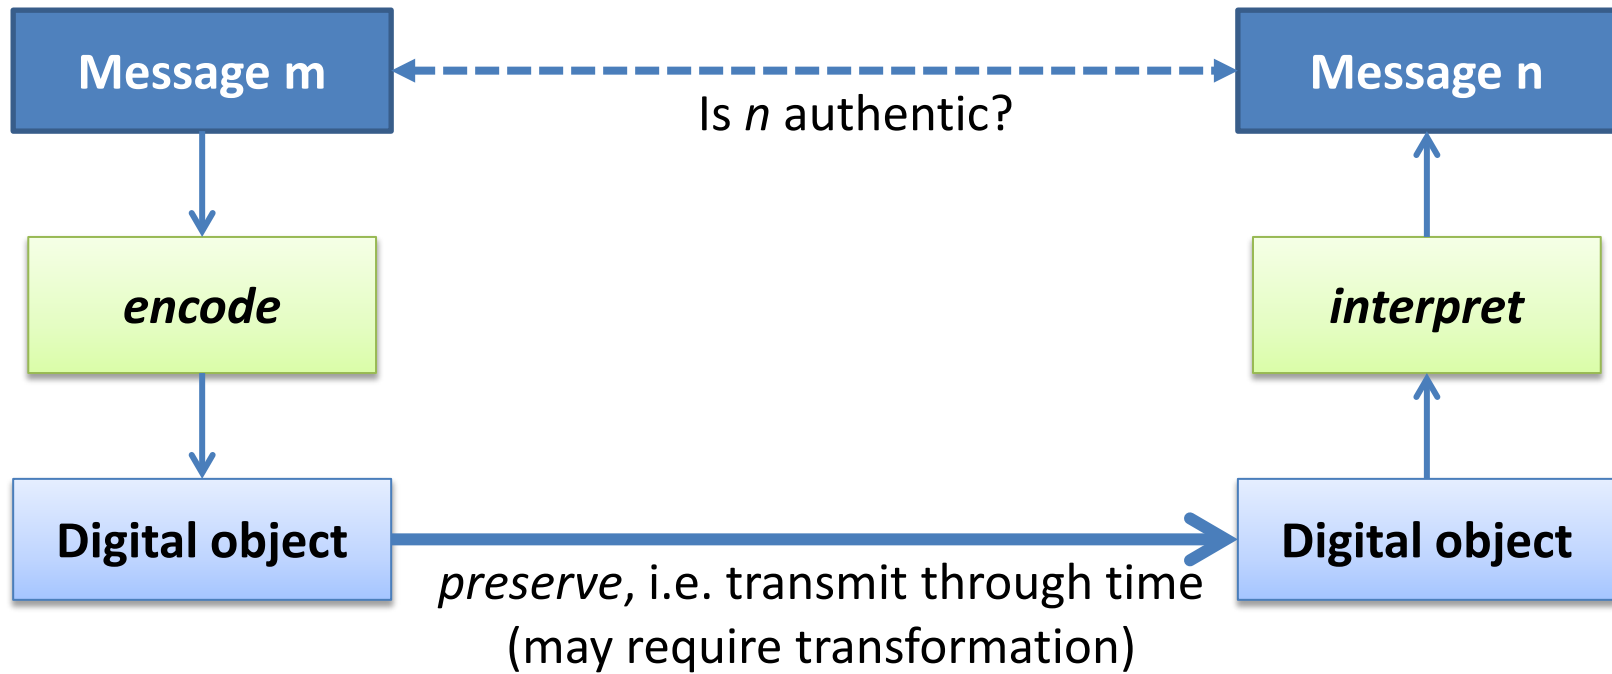 Message m
Message n
Is n authentic?
encode
interpret
Digital object
Digital object
preserve, i.e. transmit through time
(may require transformation)